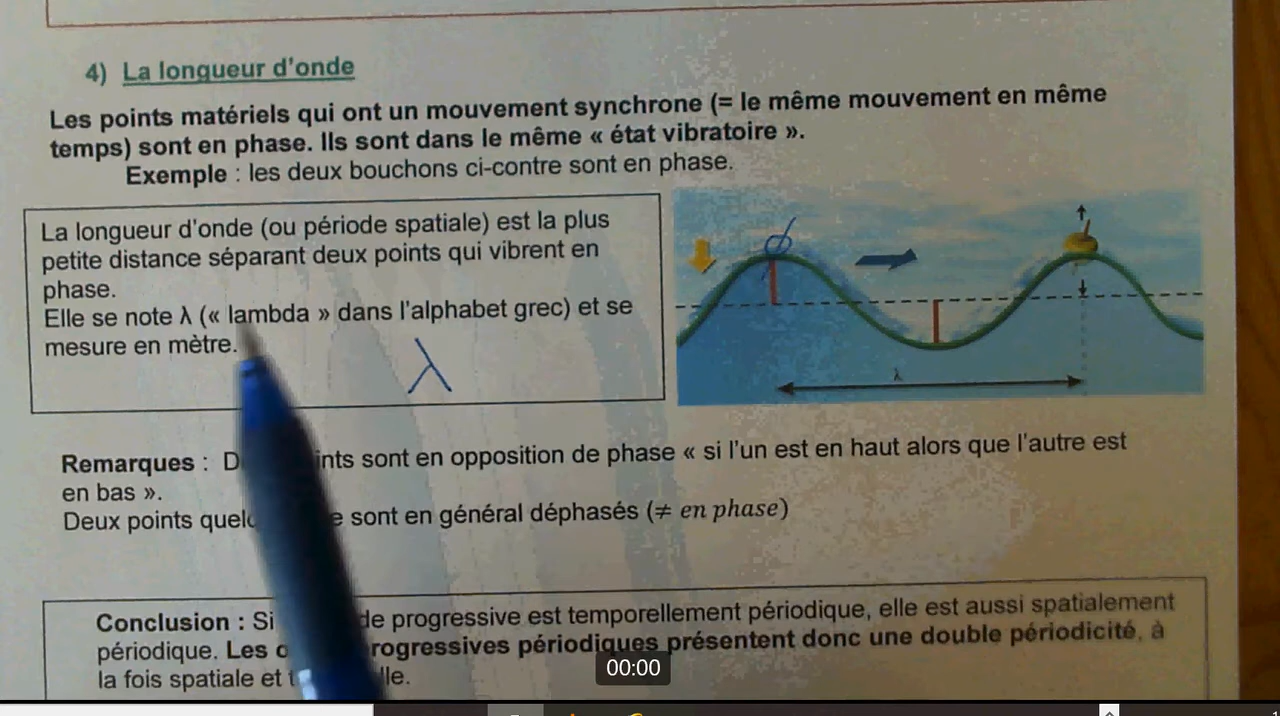 4) La longueur d'onde
Les points matériels qui ont un mouvement synchrone (= le même mouvement en même
temps) sont en phase. Ils sont dans le même « état vibratoire ».
Exemple : les deux bouchons ci-contre sont en phase.
La longueur d'onde (ou période spatiale) est la plus
petite distance séparant deux points qui vibrent en
phase.
Elle se note λ (« lambda » dans l'alphabet grec) et se
mesure en mètre.
λ
λ
Remarques : sont en opposition de phase « si l'un est en haut alors que l'autre est
en bas ».
Deux points sont en général déphasés (≠ en phase)
Conclusion : Si progressive est temporellement périodique, elle est aussi spatialement
périodique. Les progressives périodiques présentent donc une double périodicité, à
la fois spatiale et
00:00